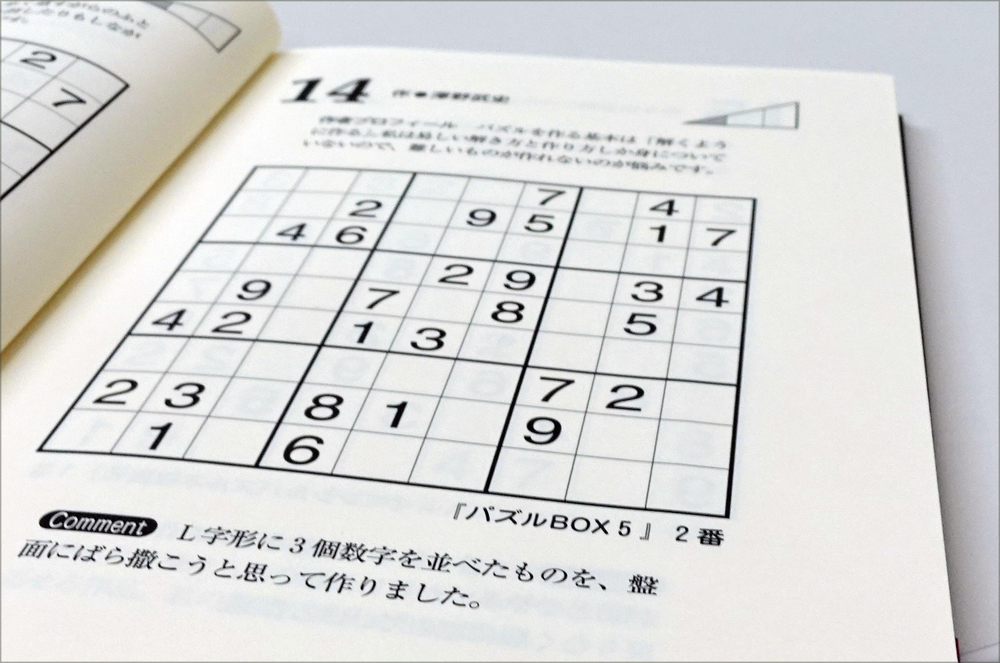 2
7
14 作●
作者プロフィール パズルを作る基本は「解くよう
に作る」。私は易しい解き方と作り方しか身について
いないので、難しいものが作れないのが悩みです。
7 4
2 9 5 1 7
4 6
2 9 3 4
9 7 8 5
4 2 1 3
7 2
2 3 8 1 9
1 6
『パズルBOX5』 2番
Comment L字形に3個数字を並べたものを、盤
面にばら撒こうと思って作りました。